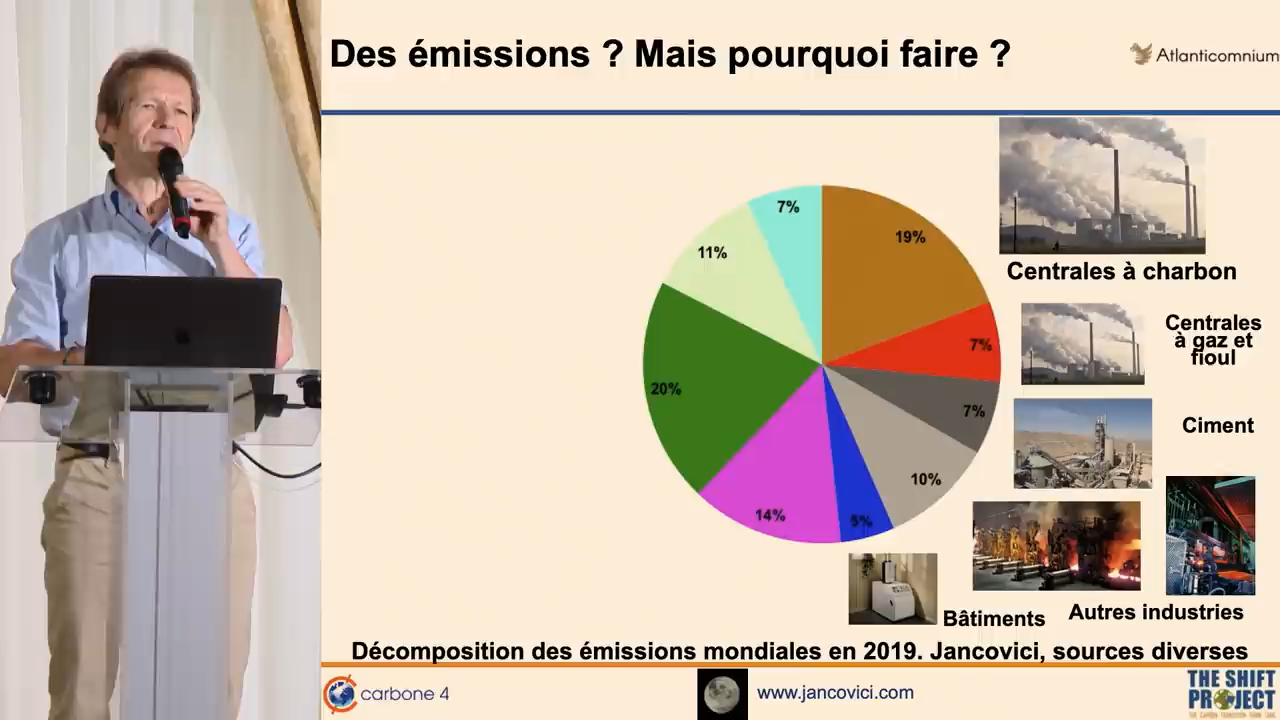 Des émissions ? Mais pourquoi faire ?
Atlanticomnium
7%
19%
11%
Centrales à charbon
Centrales
à gaz et
fioul
7%
20%
7%
Ciment
10%
14%
5%
Bâtiments
Autres industries
Décomposition des émissions mondiales en 2019. Jancovici, sources diverses
carbone 4
www.jancovici.com
THE SHIFT
PROJECT